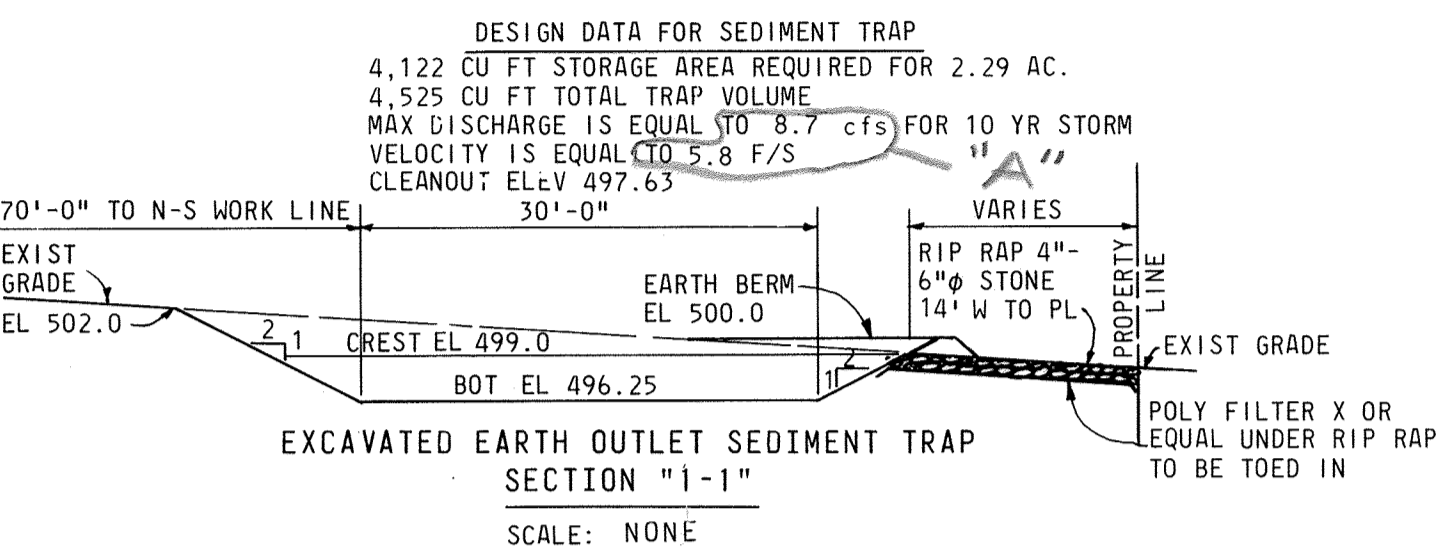 DESIGN DATA FOR SEDIMENT TRAP
4,122 CU FT STORAGE AREA REQUIRED FOR 2.29 AC.
4,525 CU FT TOTAL TRAP VOLUME
MAX DISCHARGE IS EQUAL TO 8.7 cfs FOR 10 YR STORM
VELOCITY IS EQUAL TO 5.8 F/S
"A"
CLEANOUT ELEV 497.63
70'-0" TO N-S WORK LINE
30'-0"
VARIES
EXIST
GRADE
EL 502.0
2
1
CREST EL 499.0
BOT EL 496.25
EARTH BERM
EL 500.0
2
1
RIP RAP 4"-
6"φ STONE
14' W TO PL
PROPERTY
LINE
EXIST GRADE
POLY FILTER X OR
EQUAL UNDER RIP RAP
TO BE TOED IN
EXCAVATED EARTH OUTLET SEDIMENT TRAP
SECTION "1-1"
SCALE: NONE